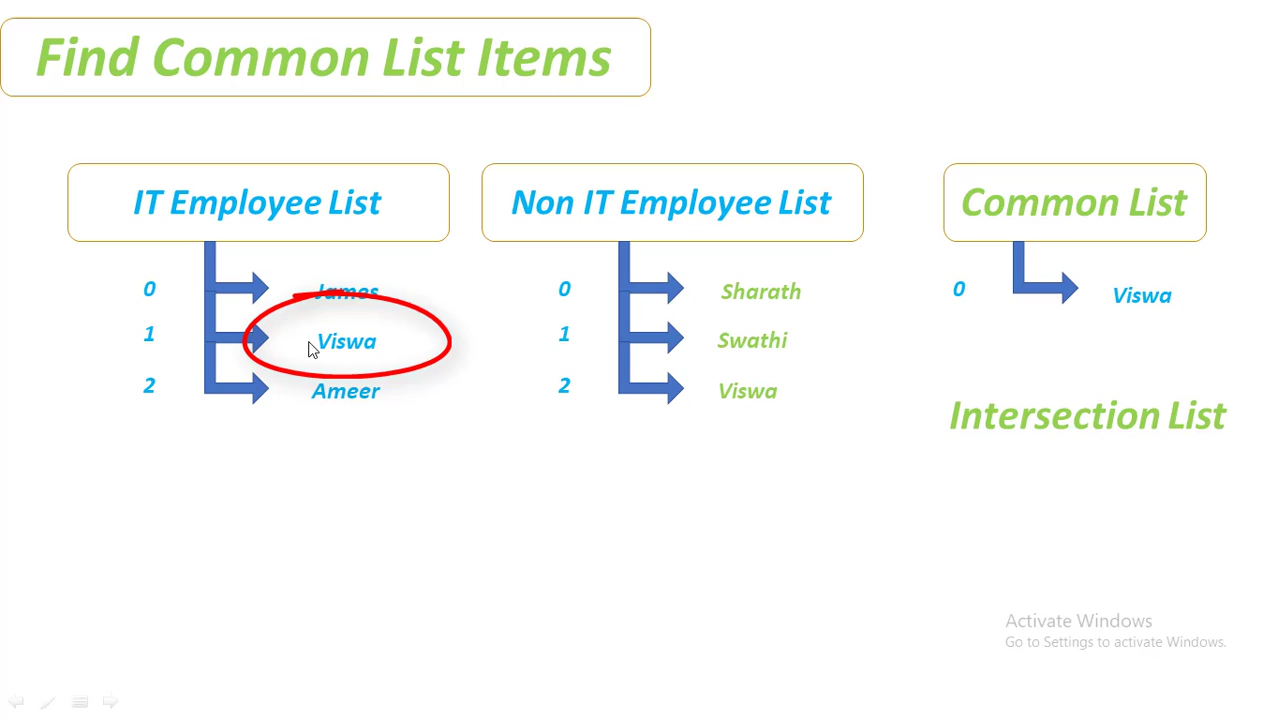 Find Common List Items
IT Employee List
0 James
1 Viswa
2 Ameer
Non IT Employee List
0 Sharath
1 Swathi
2 Viswa
Common List
0 Viswa
Intersection List
Activate Windows
Go to Settings to activate Windows.